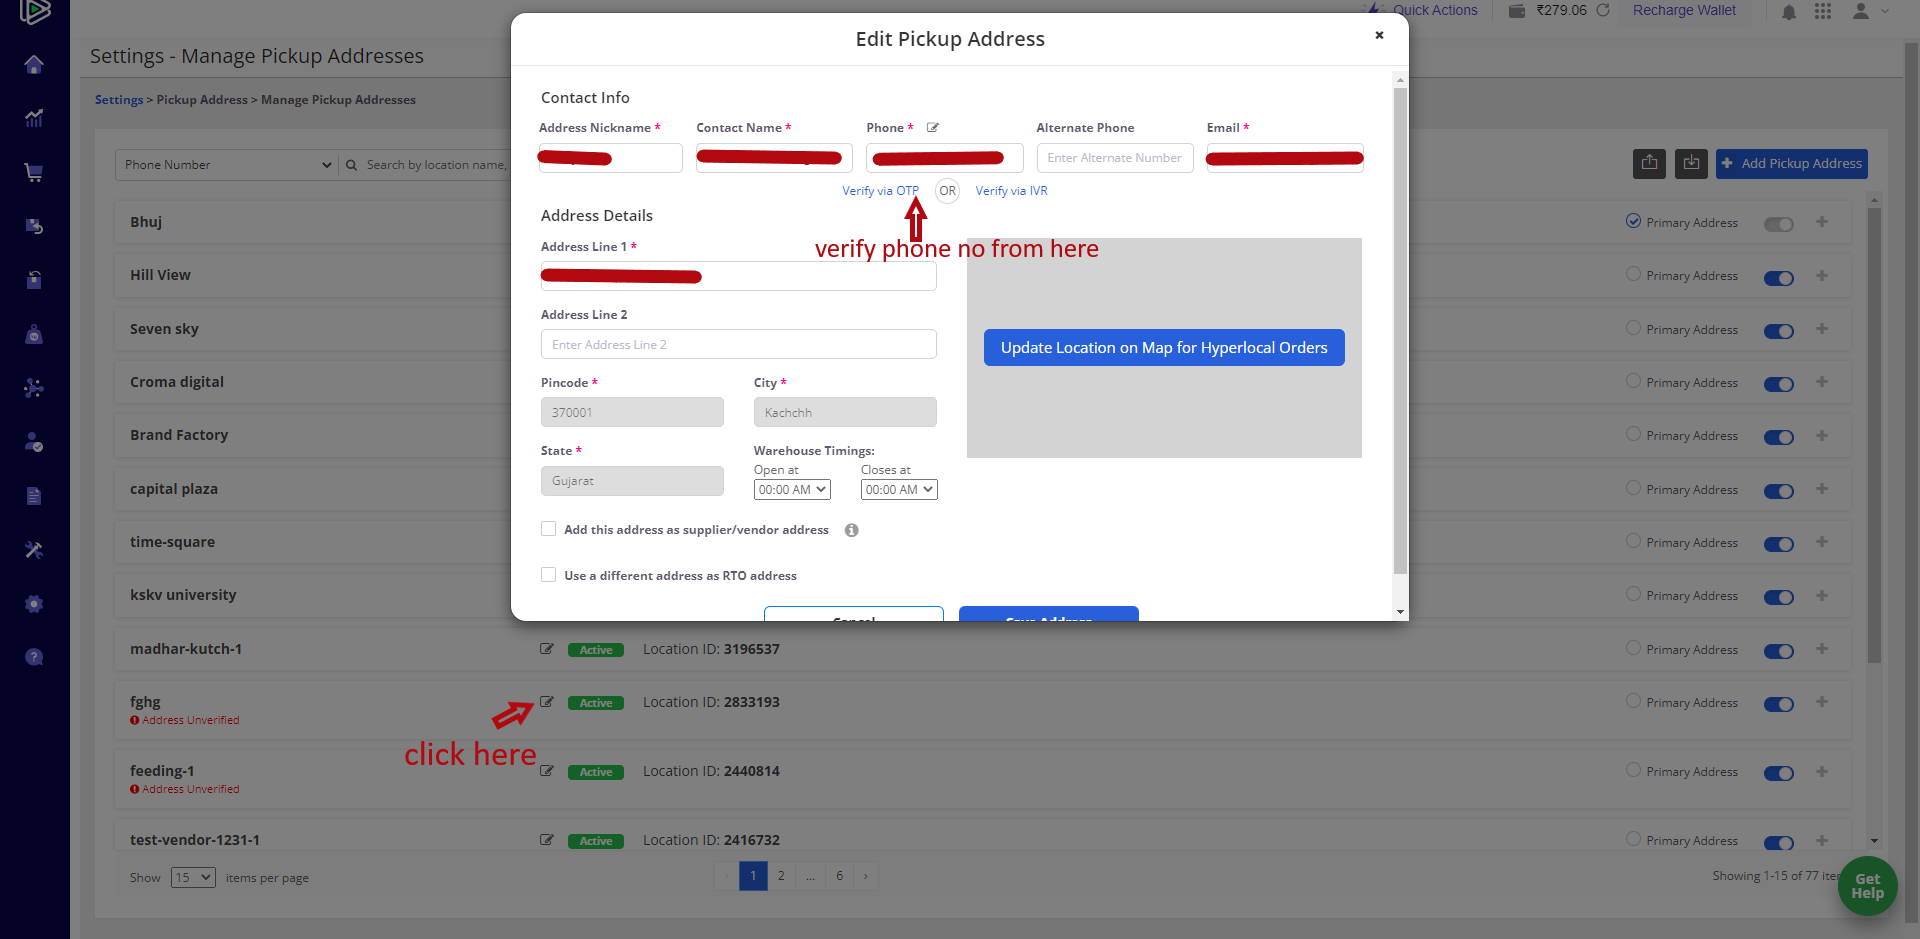 Quick Actions
₹279.06
Recharge Wallet
Settings - Manage Pickup Addresses
Settings > Pickup Address > Manage Pickup Addresses
Phone Number
Search by location name,
Add Pickup Address
Edit Pickup Address
×
Contact Info
Address Nickname *
Contact Name *
Phone *
Alternate Phone
Email *
Enter Alternate Number
Verify via OTP
OR
Verify via IVR
verify phone no from here
Address Details
Address Line 1 *
Address Line 2
Enter Address Line 2
Update Location on Map for Hyperlocal Orders
Pincode *
City *
370001
Kachchh
State *
Warehouse Timings:
Gujarat
Open at
Closes at
00:00 AM
00:00 AM
Add this address as supplier/vendor address
Use a different address as RTO address
Cancel
Save Address
Bhuj
Primary Address
Hill View
Primary Address
Seven sky
Primary Address
Croma digital
Primary Address
Brand Factory
Primary Address
capital plaza
Primary Address
time-square
Primary Address
kskv university
Primary Address
madhar-kutch-1
Active
Location ID: 3196537
Primary Address
fghg
Address Unverified
Active
Location ID: 2833193
Primary Address
click here
feeding-1
Address Unverified
Active
Location ID: 2440814
Primary Address
test-vendor-1231-1
Active
Location ID: 2416732
Primary Address
Show 15 items per page
‹ 1 2 ... 6 ›
Showing 1-15 of 77
Get
Help